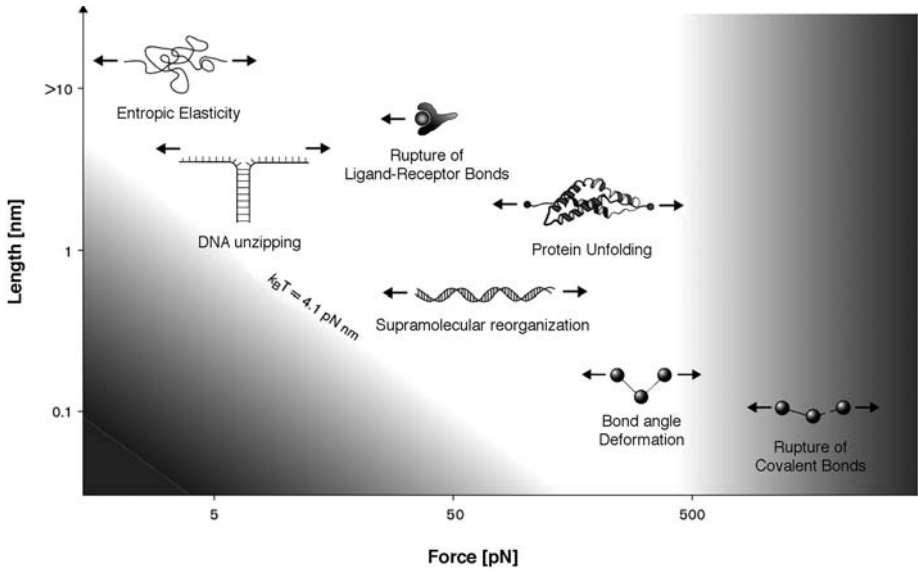 >10
Entropic Elasticity
Rupture of
Ligand-Receptor Bonds
DNA unzipping
Protein Unfolding
Length [nm]
1
kBT = 4.1 pN nm
Supramolecular reorganization
0.1
Bond angle
Deformation
Rupture of
Covalent Bonds
5
50
500
Force [pN]